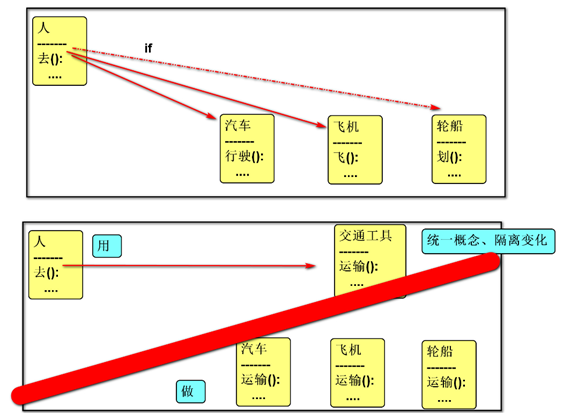 人
-------
去():
....
if
汽车
-------
行驶():
....
飞机
-------
飞():
....
轮船
-------
划():
....
人
-------
去():
....
用
交通工具
-------
运输():
....
统一概念、隔离变化
汽车
-------
运输():
....
飞机
-------
运输():
....
轮船
-------
运输():
....
做